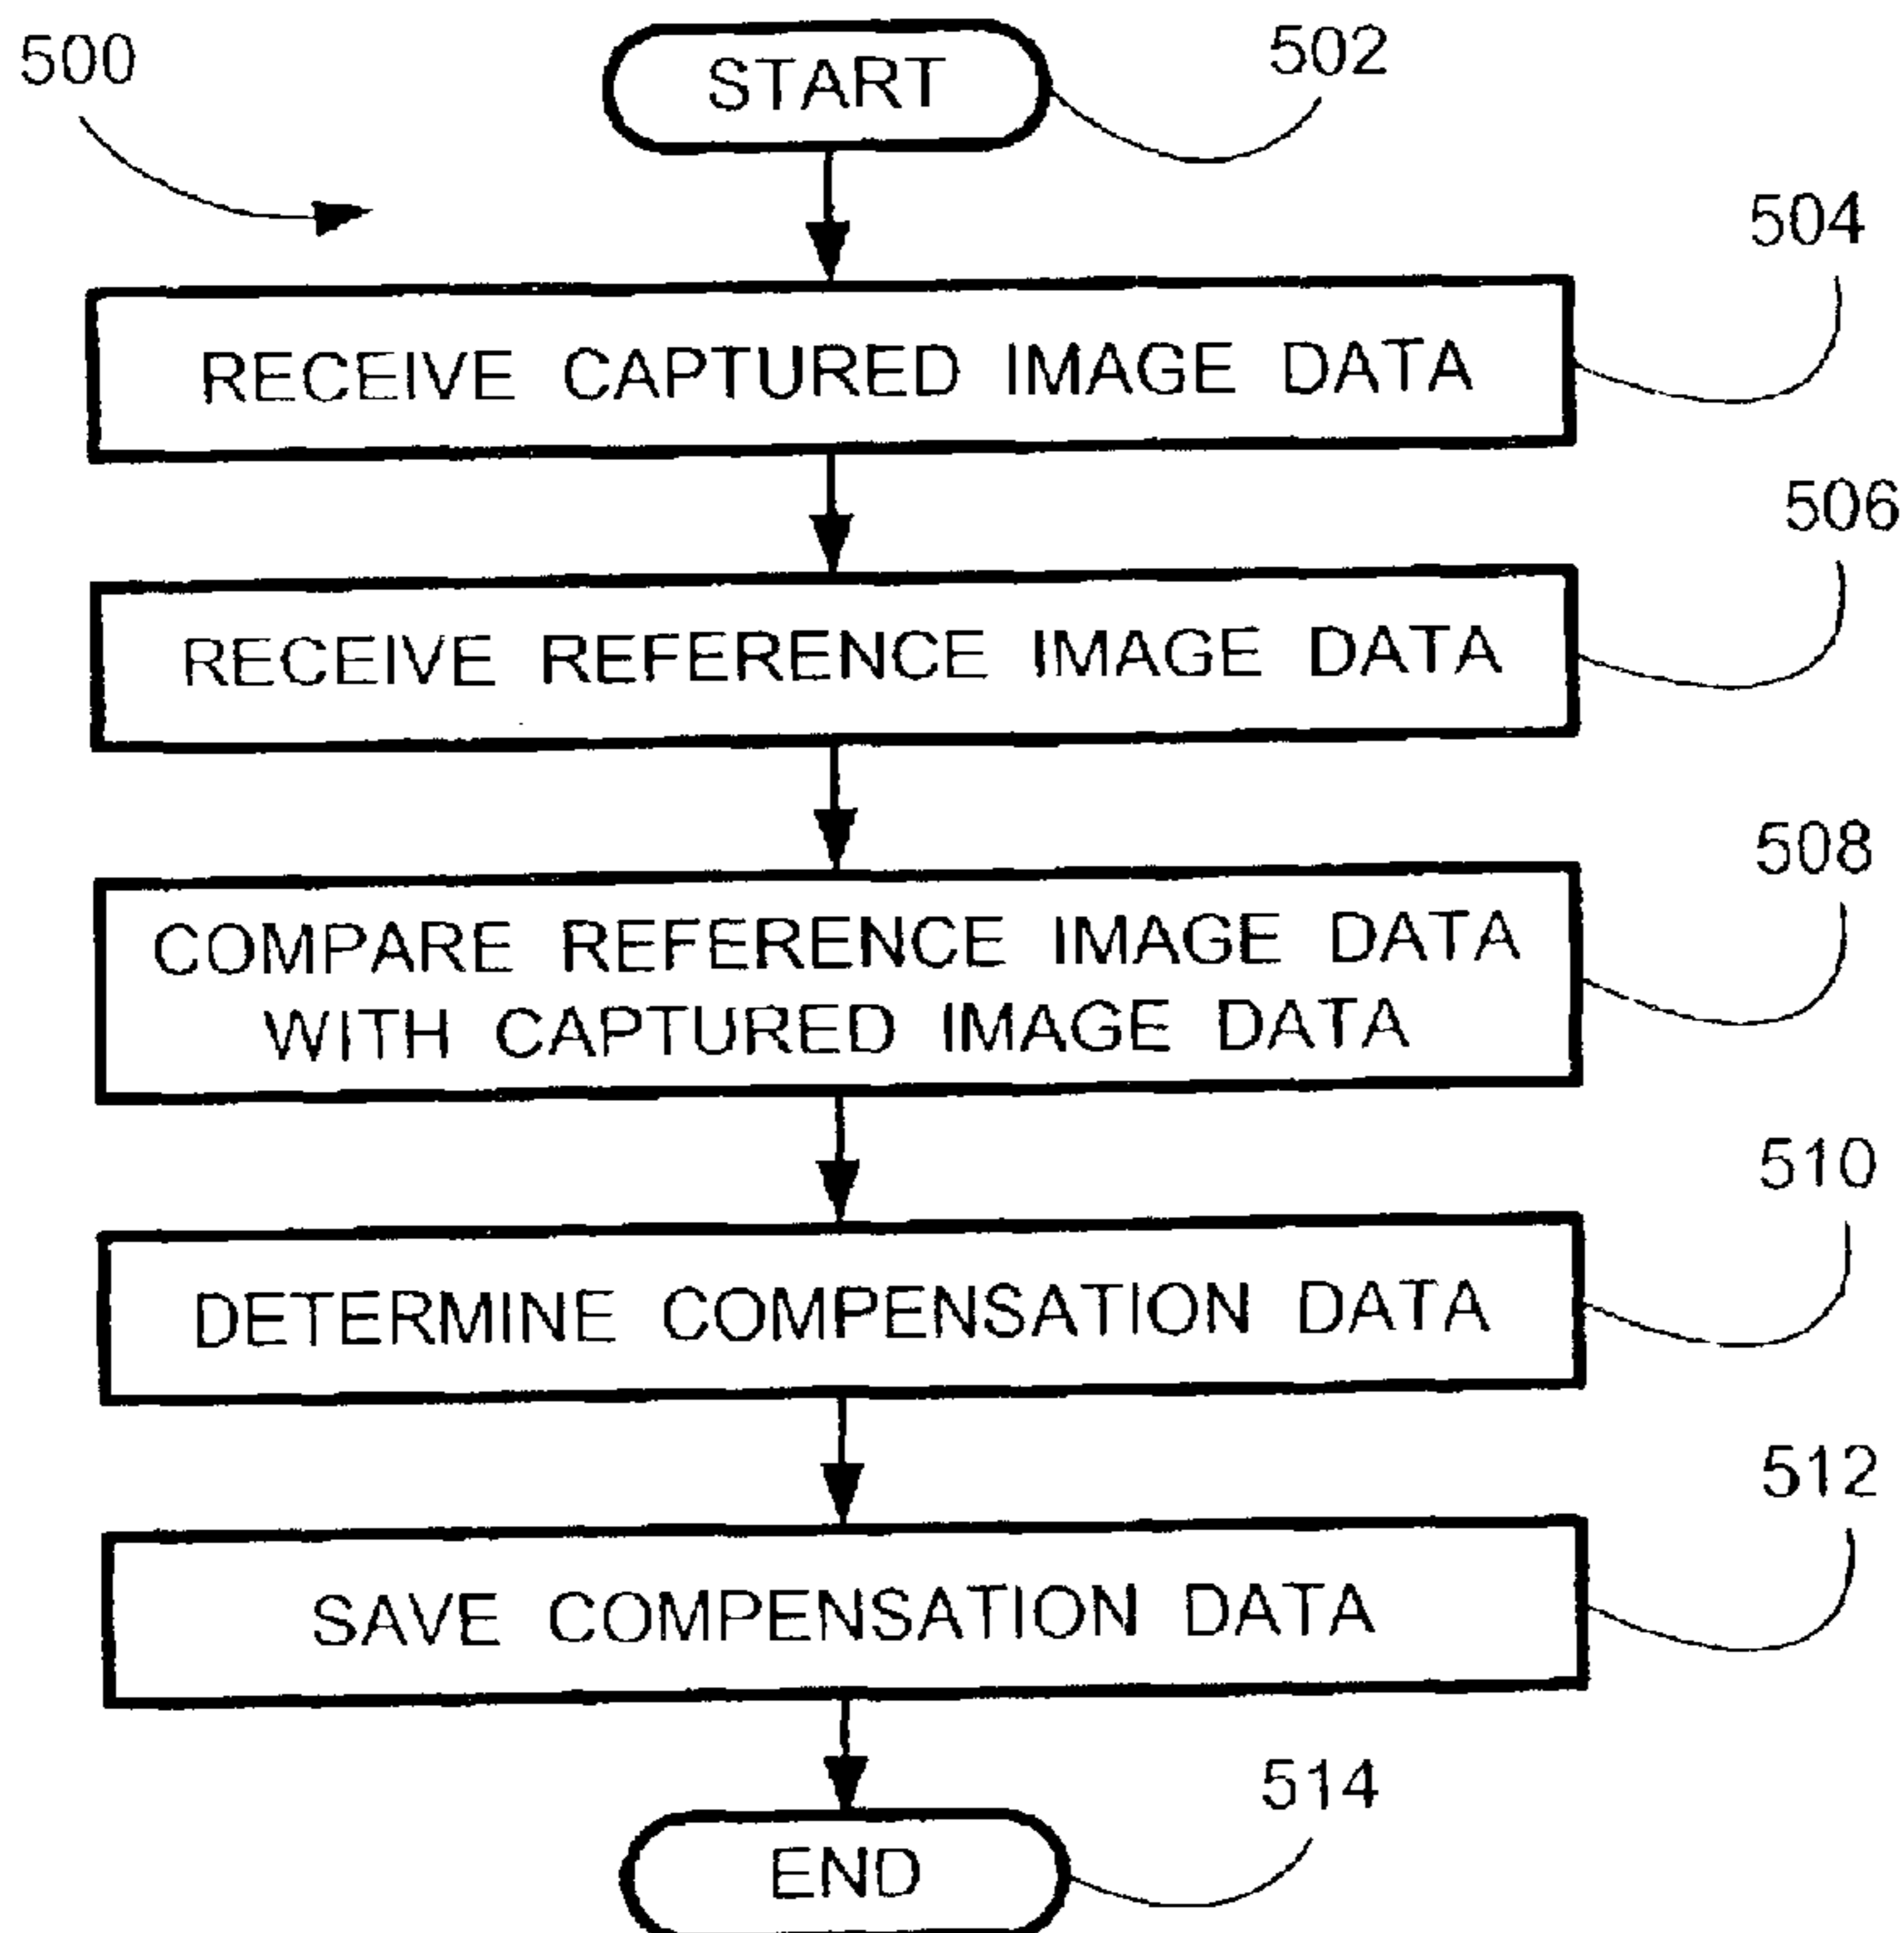 500
START
502
504
RECEIVE CAPTURED IMAGE DATA
506
RECEIVE REFERENCE IMAGE DATA
508
COMPARE REFERENCE IMAGE DATA
WITH CAPTURED IMAGE DATA
510
DETERMINE COMPENSATION DATA
512
SAVE COMPENSATION DATA
514
END